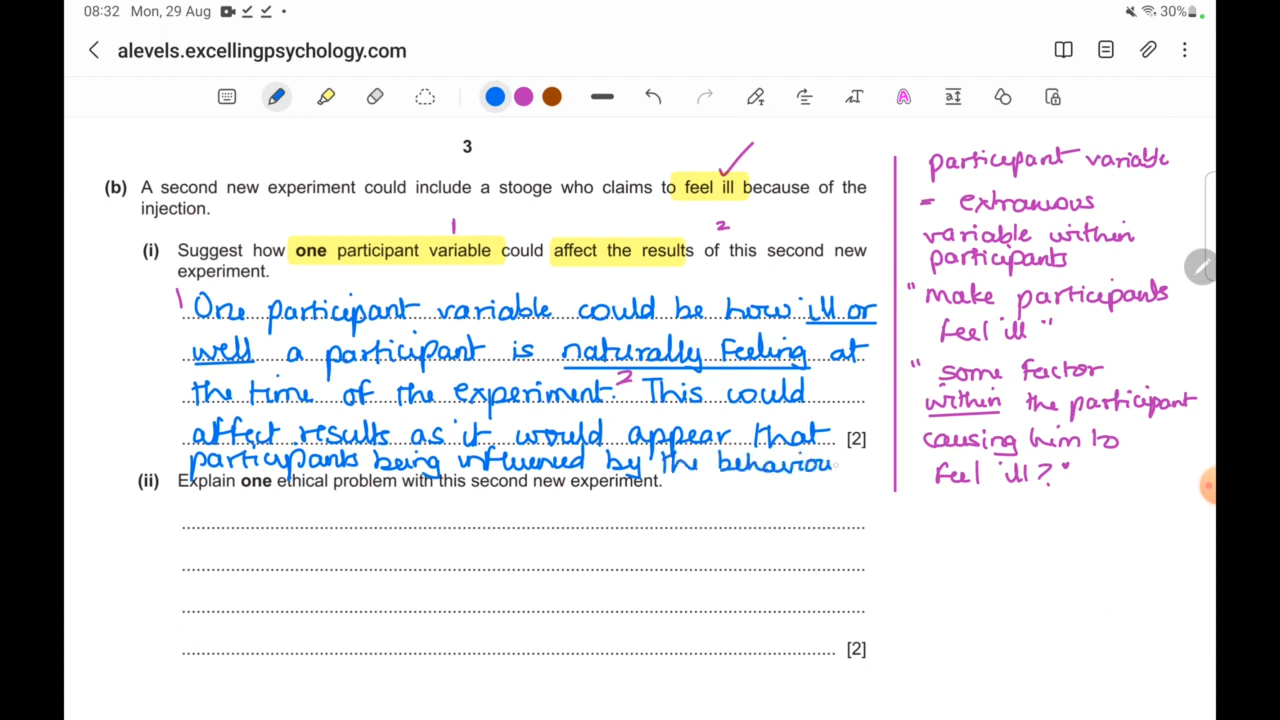 08:32 Mon, 29 Aug
30%
alevels.excellingpsychology.com
3
(b) A second new experiment could include a stooge who claims to feel ill because of the
injection.
1 2
(i) Suggest how one participant variable could affect the results of this second new
experiment.
1 One participant variable could be how ill or
well a participant is naturally feeling at
the time of the experiment. 2 This could
affect results as it would appear that [2]
participants being influenced by the behaviou
(ii) Explain one ethical problem with this second new experiment.
[2]
participant variable
= extraneous
variable within
participants
"make participants
feel ill"
"some factor
within the participant
causing him to
feel ill?"